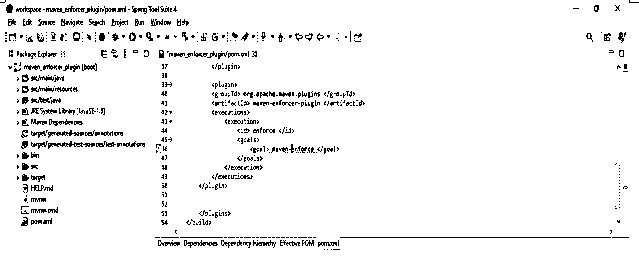 workspace - maven_enforcer_plugin/pom.xml - Spring Tool Suite 4
File Edit Source Navigate Search Project Run Window Help
Package Explorer
*maven_enforcer_plugin/pom.xml
maven_enforcer_plugin [boot]
src/main/java
src/main/resources
src/test/java
JRE System Library [JavaSE-1.8]
Maven Dependencies
target/generated-sources/annotations
target/generated-test-sources/test-annotations
bin
src
target
HELP.md
mvnw
mvnw.cmd
pom.xml
37 </plugin>
38
39 <plugin>
40 <groupId> org.apache.maven.plugins </groupId>
41 <artifactId> maven-enforcer-plugin </artifactId>
42 <executions>
43 <execution>
44 <id> enforce </id>
45 <goals>
46 <goal> maven-enforce </goal>
47 </goals>
48 </execution>
49 </executions>
50 </plugin>
51
52
53 </plugins>
54 </build>
Overview Dependencies Dependency Hierarchy Effective POM pom.xml